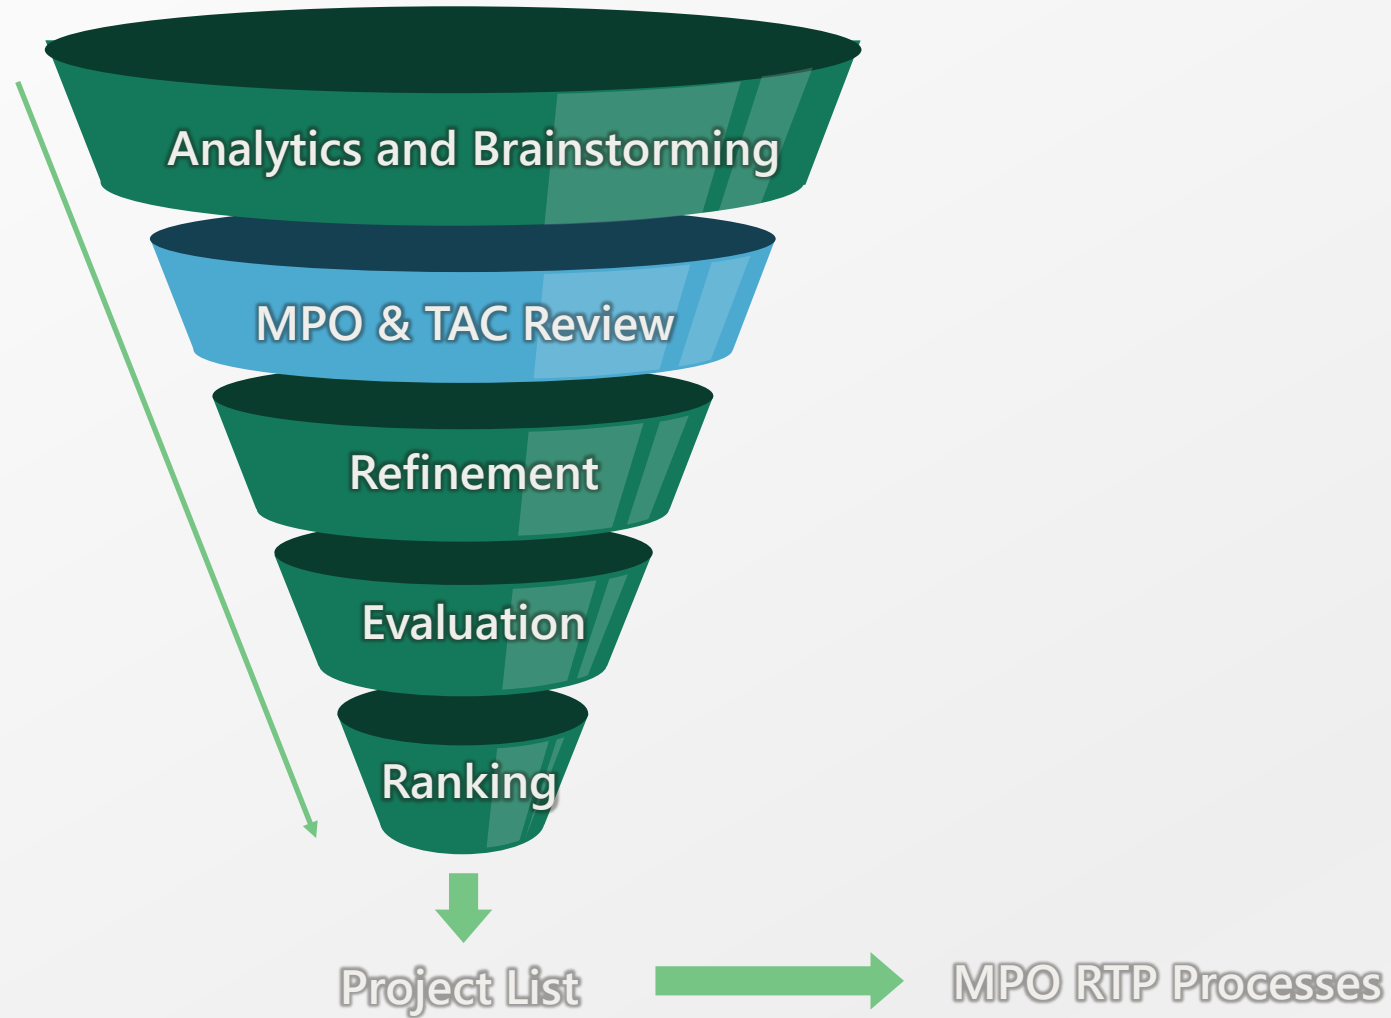 Analytics and Brainstorming
MPO & TAC Review
Refinement
Evaluation
Ranking
Project List
MPO RTP Processes